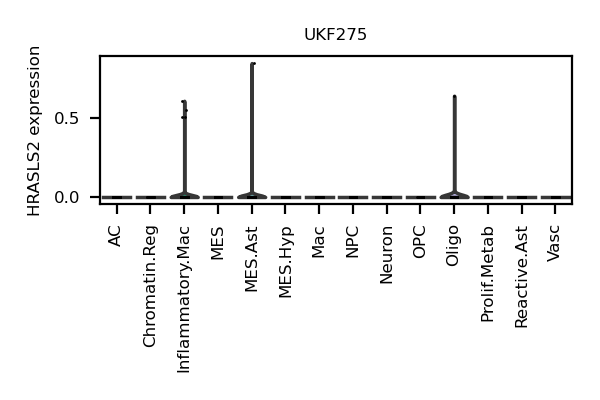 UKF275
HRASLS2 expression
0.5
0.0
AC
Chromatin.Reg
Inflammatory.Mac
MES
MES.Ast
MES.Hyp
Mac
NPC
Neuron
OPC
Oligo
Prolif.Metab
Reactive.Ast
Vasc